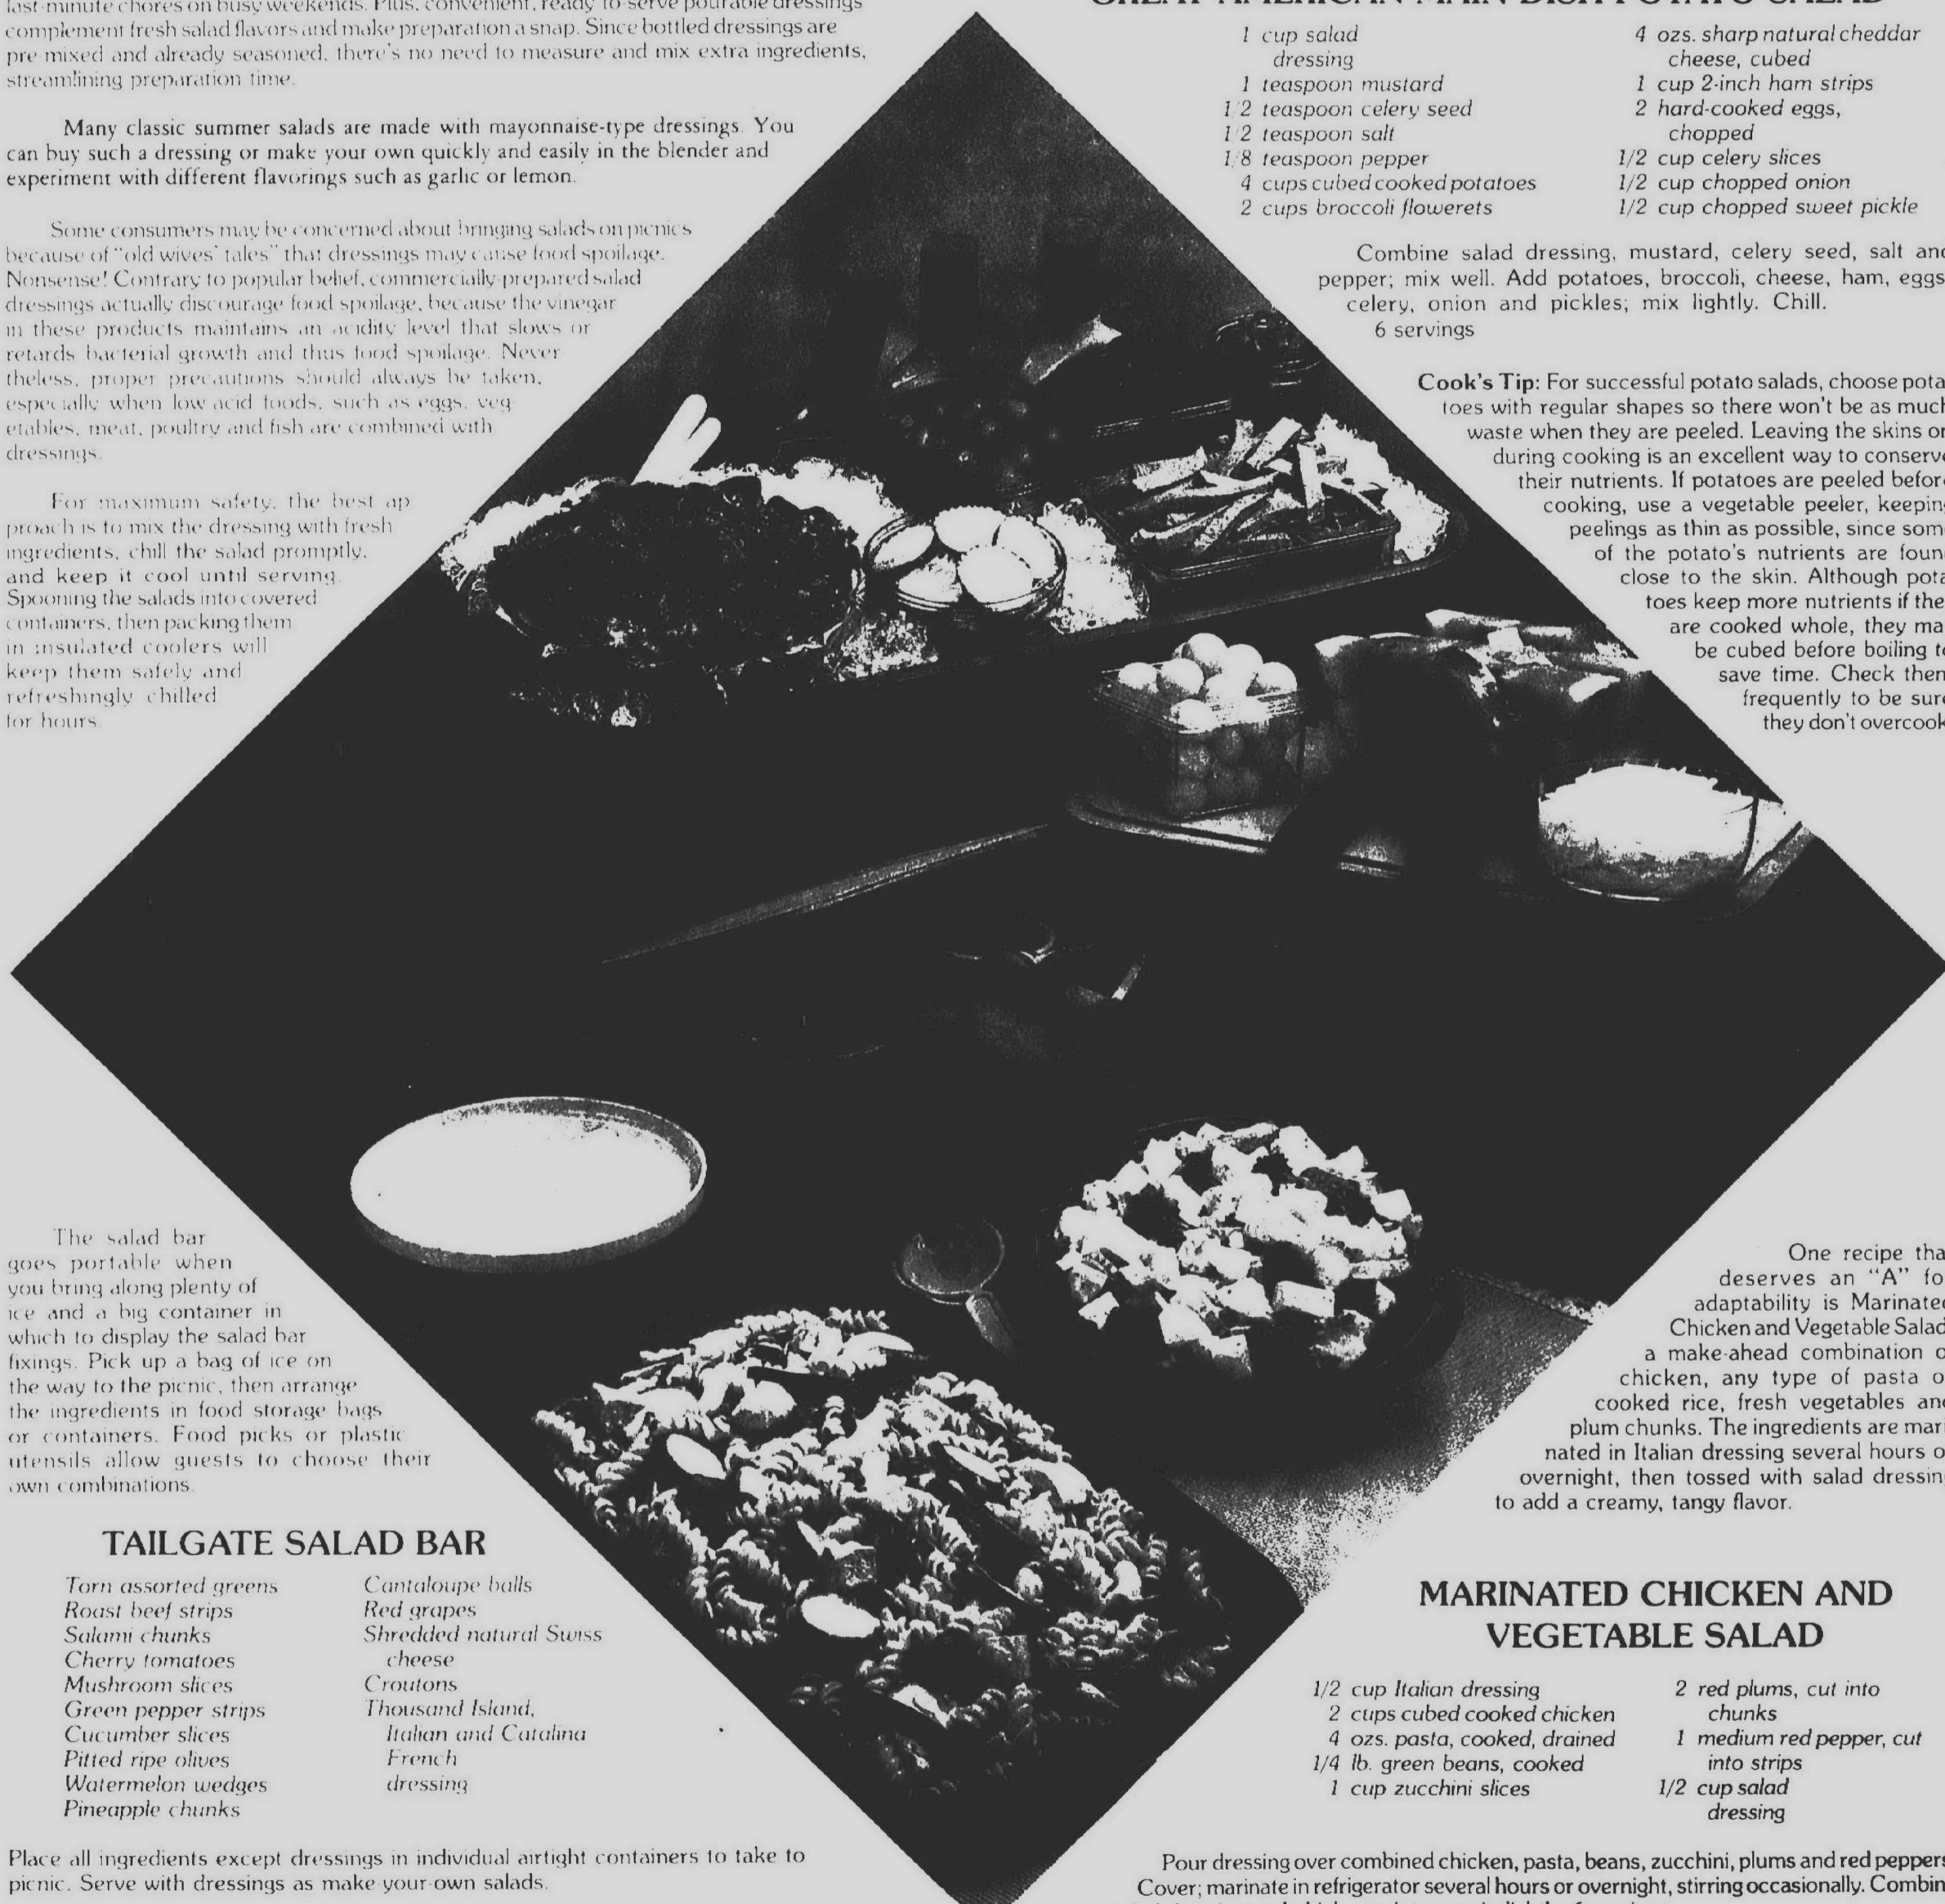 last-minute chores on busy weekends. Plus, convenient, ready-to-serve pourable dressings
complement fresh salad flavors and make preparation a snap. Since bottled dressings are
pre-mixed and already seasoned, there's no need to measure and mix extra ingredients,
streamlining preparation time.
Many classic summer salads are made with mayonnaise-type dressings. You
can buy such a dressing or make your own quickly and easily in the blender and
experiment with different flavorings such as garlic or lemon.
Some consumers may be concerned about bringing salads on picnics
because of "old wives' tales" that dressings may cause food spoilage.
Nonsense! Contrary to popular belief, commercially-prepared salad
dressings actually discourage food spoilage, because the vinegar
in these products maintains an acidity level that slows or
retards bacterial growth and thus food spoilage. Never
theless, proper precautions should always be taken,
especially when low acid foods, such as eggs, veg
etables, meat, poultry and fish are combined with
dressings.
For maximum safety, the best ap
proach is to mix the dressing with fresh
ingredients, chill the salad promptly,
and keep it cool until serving.
Spooning the salads into covered
containers, then packing them
in insulated coolers will
keep them safely and
refreshingly chilled
for hours.
The salad bar
goes portable when
you bring along plenty of
ice and a big container in
which to display the salad bar
fixings. Pick up a bag of ice on
the way to the picnic, then arrange
the ingredients in food storage bags
or containers. Food picks or plastic
utensils allow guests to choose their
own combinations.
TAILGATE SALAD BAR
Torn assorted greens
Roast beef strips
Salami chunks
Cherry tomatoes
Mushroom slices
Green pepper strips
Cucumber slices
Pitted ripe olives
Watermelon wedges
Pineapple chunks
Cantaloupe balls
Red grapes
Shredded natural Swiss
cheese
Croutons
Thousand Island,
Italian and Catalina
French
dressing
Place all ingredients except dressings in individual airtight containers to take to
picnic. Serve with dressings as make-your-own salads.
GREAT AMERICAN MAIN DISH POTATO SALAD
1 cup salad
dressing
1 teaspoon mustard
1/2 teaspoon celery seed
1/2 teaspoon salt
1/8 teaspoon pepper
4 cups cubed cooked potatoes
2 cups broccoli flowerets
4 ozs. sharp natural cheddar
cheese, cubed
1 cup 2-inch ham strips
2 hard-cooked eggs,
chopped
1/2 cup celery slices
1/2 cup chopped onion
1/2 cup chopped sweet pickle
Combine salad dressing, mustard, celery seed, salt and
pepper; mix well. Add potatoes, broccoli, cheese, ham, eggs
celery, onion and pickles; mix lightly. Chill.
6 servings
Cook's Tip: For successful potato salads, choose pota
toes with regular shapes so there won't be as much
waste when they are peeled. Leaving the skins on
during cooking is an excellent way to conserve
their nutrients. If potatoes are peeled before
cooking, use a vegetable peeler, keepin
peelings as thin as possible, since som
of the potato's nutrients are foun
close to the skin. Although pota
toes keep more nutrients if the
are cooked whole, they ma
be cubed before boiling to
save time. Check them
frequently to be sure
they don't overcook
One recipe tha
deserves an "A" fo
adaptability is Marinated
Chicken and Vegetable Salad
a make-ahead combination o
chicken, any type of pasta o
cooked rice, fresh vegetables and
plum chunks. The ingredients are mari
nated in Italian dressing several hours o
overnight, then tossed with salad dressin
to add a creamy, tangy flavor.
MARINATED CHICKEN AND
VEGETABLE SALAD
1/2 cup Italian dressing
2 cups cubed cooked chicken
4 ozs. pasta, cooked, drained
1/4 lb. green beans, cooked
1 cup zucchini slices
2 red plums, cut into
chunks
1 medium red pepper, cut
into strips
1/2 cup salad
dressing
Pour dressing over combined chicken, pasta, beans, zucchini, plums and red peppers
Cover; marinate in refrigerator several hours or overnight, stirring occasionally. Combin